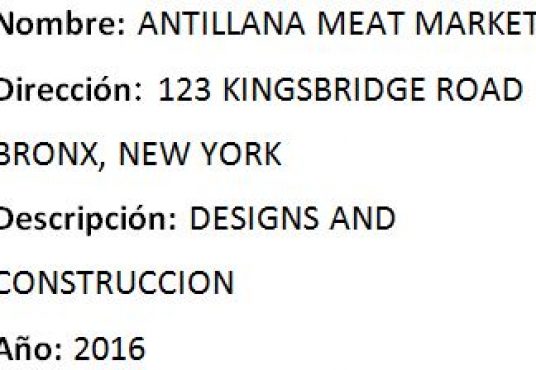 Nombre: ANTILLANA MEAT MARKET
Dirección: 123 KINGSBRIDGE ROAD
BRONX, NEW YORK
Descripción: DESIGNS AND
CONSTRUCCION
Año: 2016